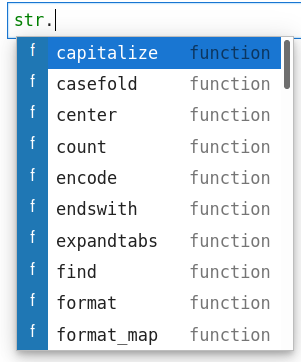 str.
f capitalize function
f casefold function
f center function
f count function
f encode function
f endswith function
f expandtabs function
f find function
f format function
f format_map function